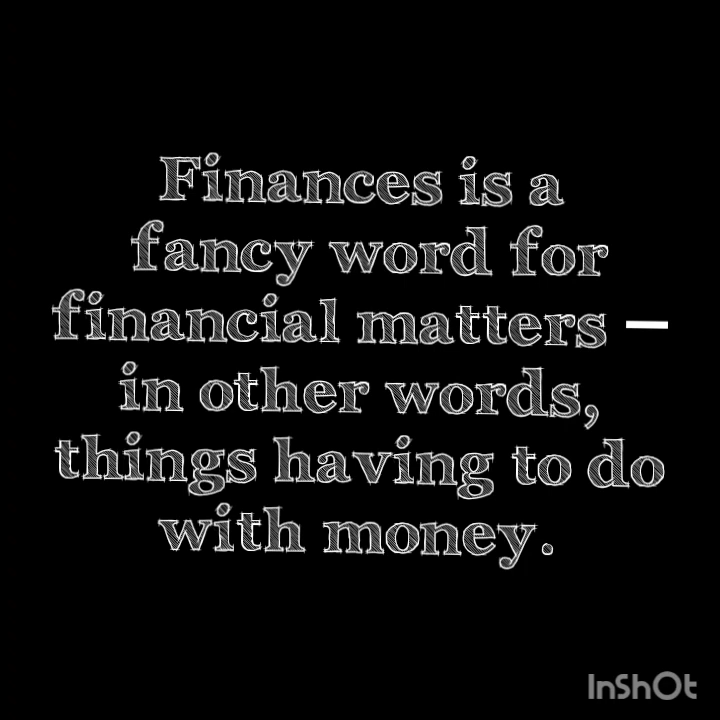 Finances is a
fancy word for
financial matters —
in other words,
things having to do
with money.
InShOt